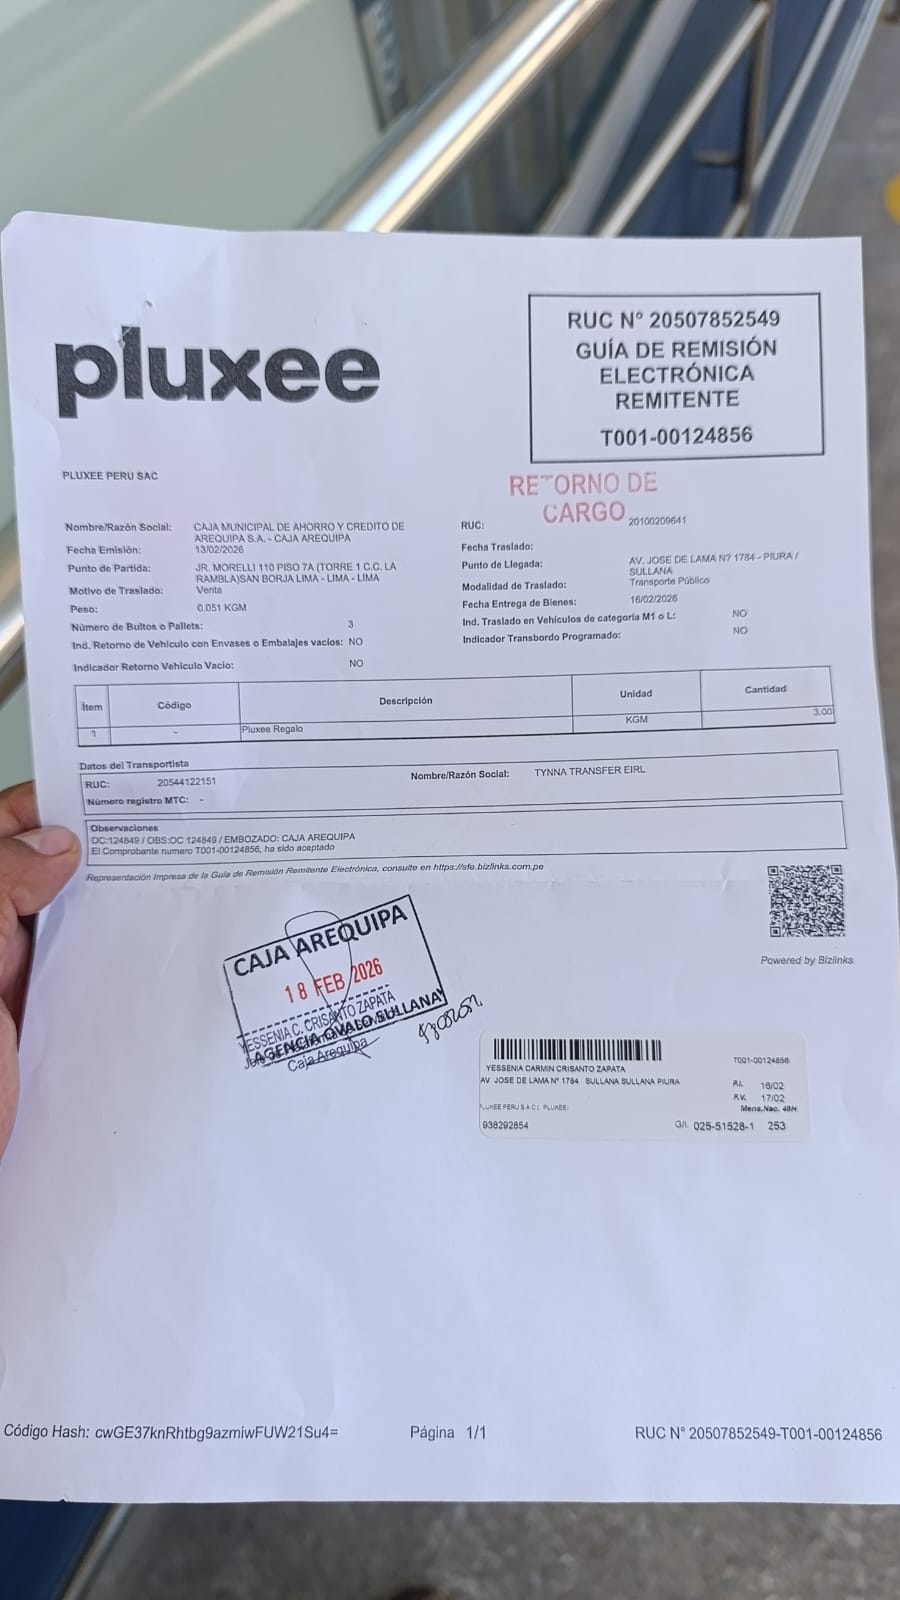 pluxee
RUC N° 20507852549
GUÍA DE REMISIÓN
ELECTRÓNICA
REMITENTE
T001-00124856
PLUXEE PERU SAC
RETORNO DE
CARGO
Nombre/Razón Social: CAJA MUNICIPAL DE AHORRO Y CREDITO DE
AREQUIPA S.A. - CAJA AREQUIPA
Fecha Emisión: 13/02/2026
Punto de Partida: JR. MORELLI 110 PISO 7A (TORRE 1 C.C. LA
RAMBLA)SAN BORJA LIMA - LIMA - LIMA
Motivo de Traslado: Venta
Peso: 0.051 KGM
Número de Bultos o Pallets: 3
Ind. Retorno de Vehiculo con Envases o Embalajes vacios: NO
Indicador Retorno Vehículo Vacio: NO
RUC: 20100209641
Fecha Traslado:
Punto de Llegada: AV. JOSE DE LAMA N? 1784 - PIURA /
SULLANA
Modalidad de Traslado: Transporte Público
Fecha Entrega de Bienes: 16/02/2026
Ind. Traslado en Vehículos de categoría M1 o L: NO
Indicador Transbordo Programado: NO
Ítem Código Descripción Unidad Cantidad
1 - Pluxee Regalo KGM 3.00
Datos del Transportista
RUC: 20544122151 Nombre/Razón Social: TYNNA TRANSFER EIRL
Número registro MTC: -
Observaciones
OC:124849 / OBS:OC 124849 / EMBOZADO: CAJA AREQUIPA
El Comprobante numero T001-00124856, ha sido aceptado
Representación Impresa de la Guía de Remisión Remitente Electrónica, consulte en https://sfe.bizlinks.com.pe
Powered by Bizlinks
CAJA AREQUIPA
18 FEB 2026
YESSENIA C. CRISANTO ZAPATA
AGENCIA OVALO SULLANA
Caja Arequipa
T001-00124856
YESSENIA CARMIN CRISANTO ZAPATA
AV. JOSE DE LAMA N° 1784 SULLANA SULLANA PIURA
R.I. 16/02
R.V. 17/02
Mens.Nac. 48H
PLUXEE PERU S A C ( PLUXEE)
938292854
G/I. 025-51528-1 253
Código Hash: cwGE37knRhtbg9azmiwFUW21Su4=
Página 1/1
RUC N° 20507852549-T001-00124856